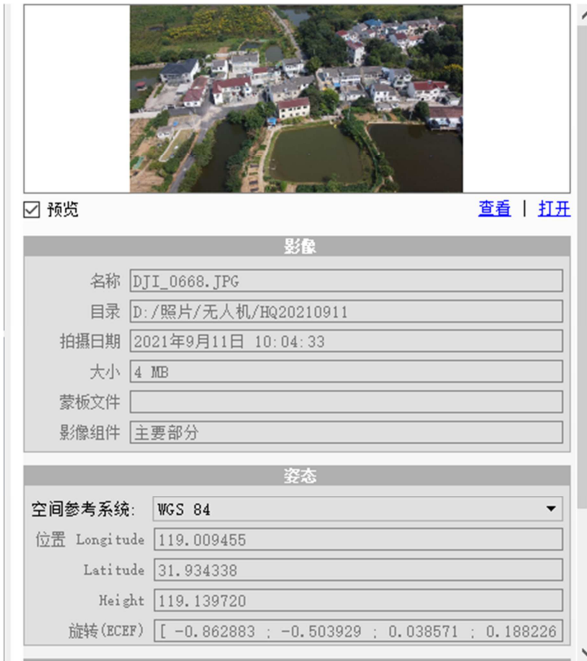 预览 查看 | 打开
影像
名称 DJI_0668.JPG
目录 D:/照片/无人机/HQ20210911
拍摄日期 2021年9月11日 10:04:33
大小 4 MB
蒙板文件
影像组件 主要部分
姿态
空间参考系统: WGS 84
位置 Longitude 119.009455
Latitude 31.934338
Height 119.139720
旋转(ECEF) [ -0.862883 ; -0.503929 ; 0.038571 ; 0.188226